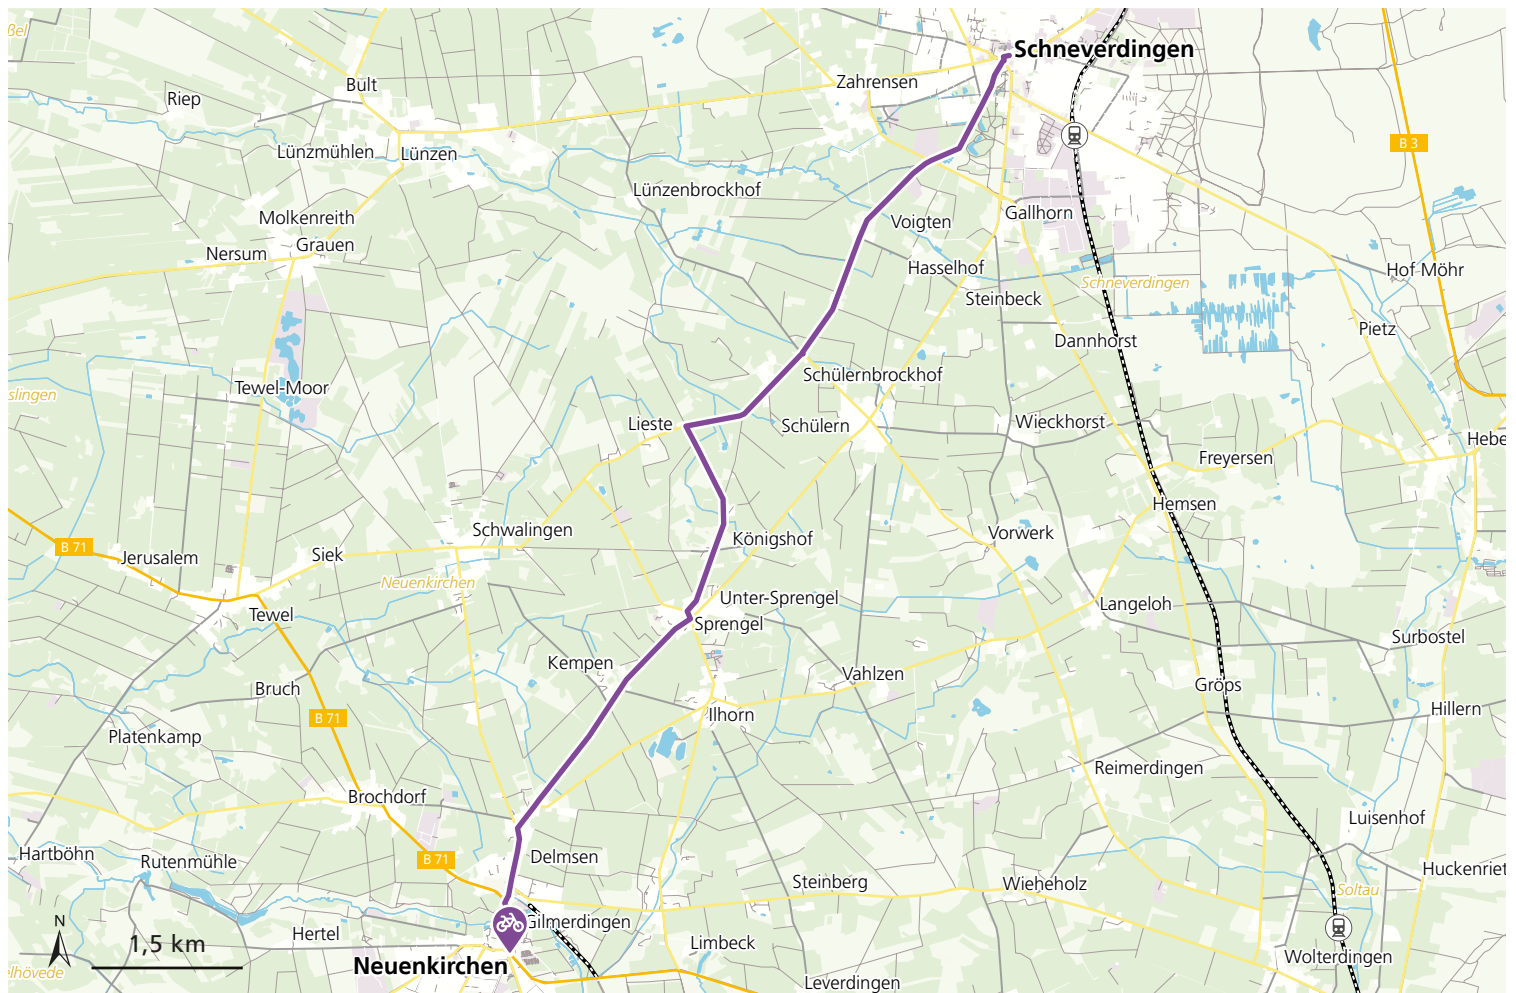 ßel
Schneverdingen
Bült
Zahrensen
Riep
B 3
Lünzmühlen
Lünzen
Lünzenbrockhof
Molkenreith
Gallhorn
Voigten
Grauen
Nersum
Hasselhof
Hof Möhr
Schneverdingen
Steinbeck
Pietz
Dannhorst
Schülernbrockhof
Tewel-Moor
slingen
Lieste
Schülern
Wieckhorst
Hebe
Freyersen
Hemsen
Schwalingen
Vorwerk
Königshof
B 71
Jerusalem
Siek
Neuenkirchen
Unter-Sprengel
Langeloh
Tewel
Sprengel
Surbostel
Kempen
Vahlzen
Bruch
Gröps
Hillern
B 71
Ilhorn
Platenkamp
Reimerdingen
Brochdorf
Luisenhof
Hartböhn
Rutenmühle
B 71
Delmsen
Huckenriet
Steinberg
Wieheholz
Soltau
N
Gilmerdingen
Hertel
1,5 km
Limbeck
Wolterdingen
Neuenkirchen
elhövede
Leverdingen